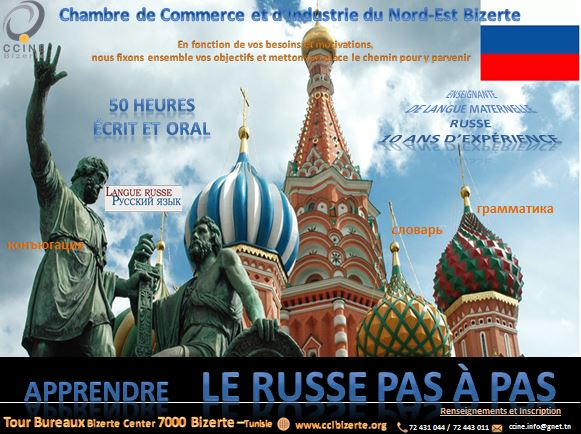 Chambre de Commerce et d'Industrie du Nord-Est Bizerte
CCINE
Bizerte
En fonction de vos besoins et motivations,
nous fixons ensemble vos objectifs et mettons en place le chemin pour y parvenir
50 HEURES
ÉCRIT ET ORAL
ENSEIGNANTE
DE LANGUE MATERNELLE
RUSSE
10 ANS D'EXPÉRIENCE
LANGUE RUSSE
РУССКИЙ ЯЗЫК
грамматика
словарь
конъюгация
APPRENDRE LE RUSSE PAS À PAS
Renseignements et Inscription
Tour Bureaux Bizerte Center 7000 Bizerte –Tunisie www.ccibizerte.org 72 431 044 / 72 443 011 ccine.info@gnet.tn